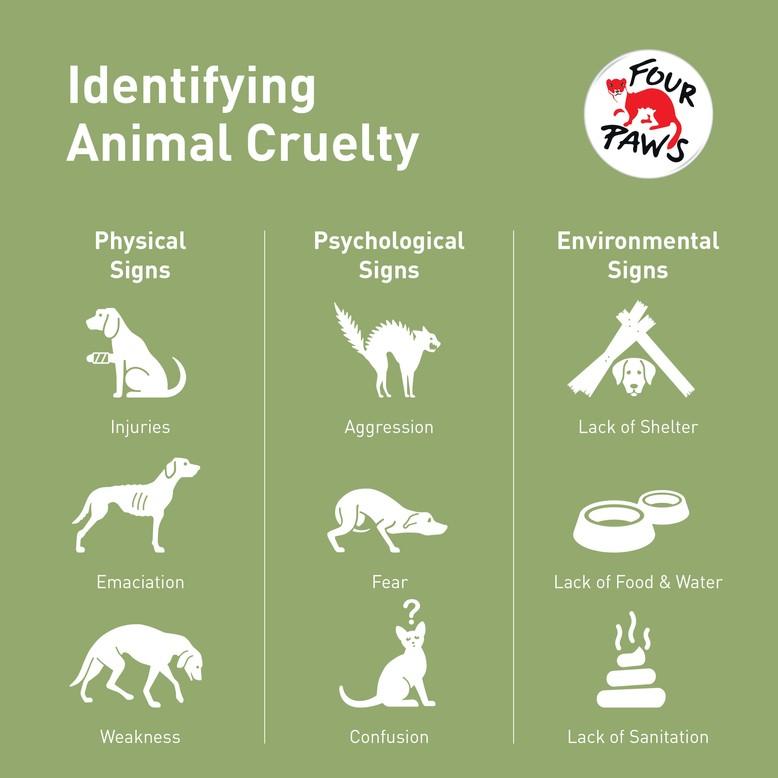 Identifying
Animal Cruelty
FOUR
PAWS
Physical
Signs
Injuries
Emaciation
Weakness
Psychological
Signs
Aggression
Fear
?
Confusion
Environmental
Signs
Lack of Shelter
Lack of Food & Water
Lack of Sanitation